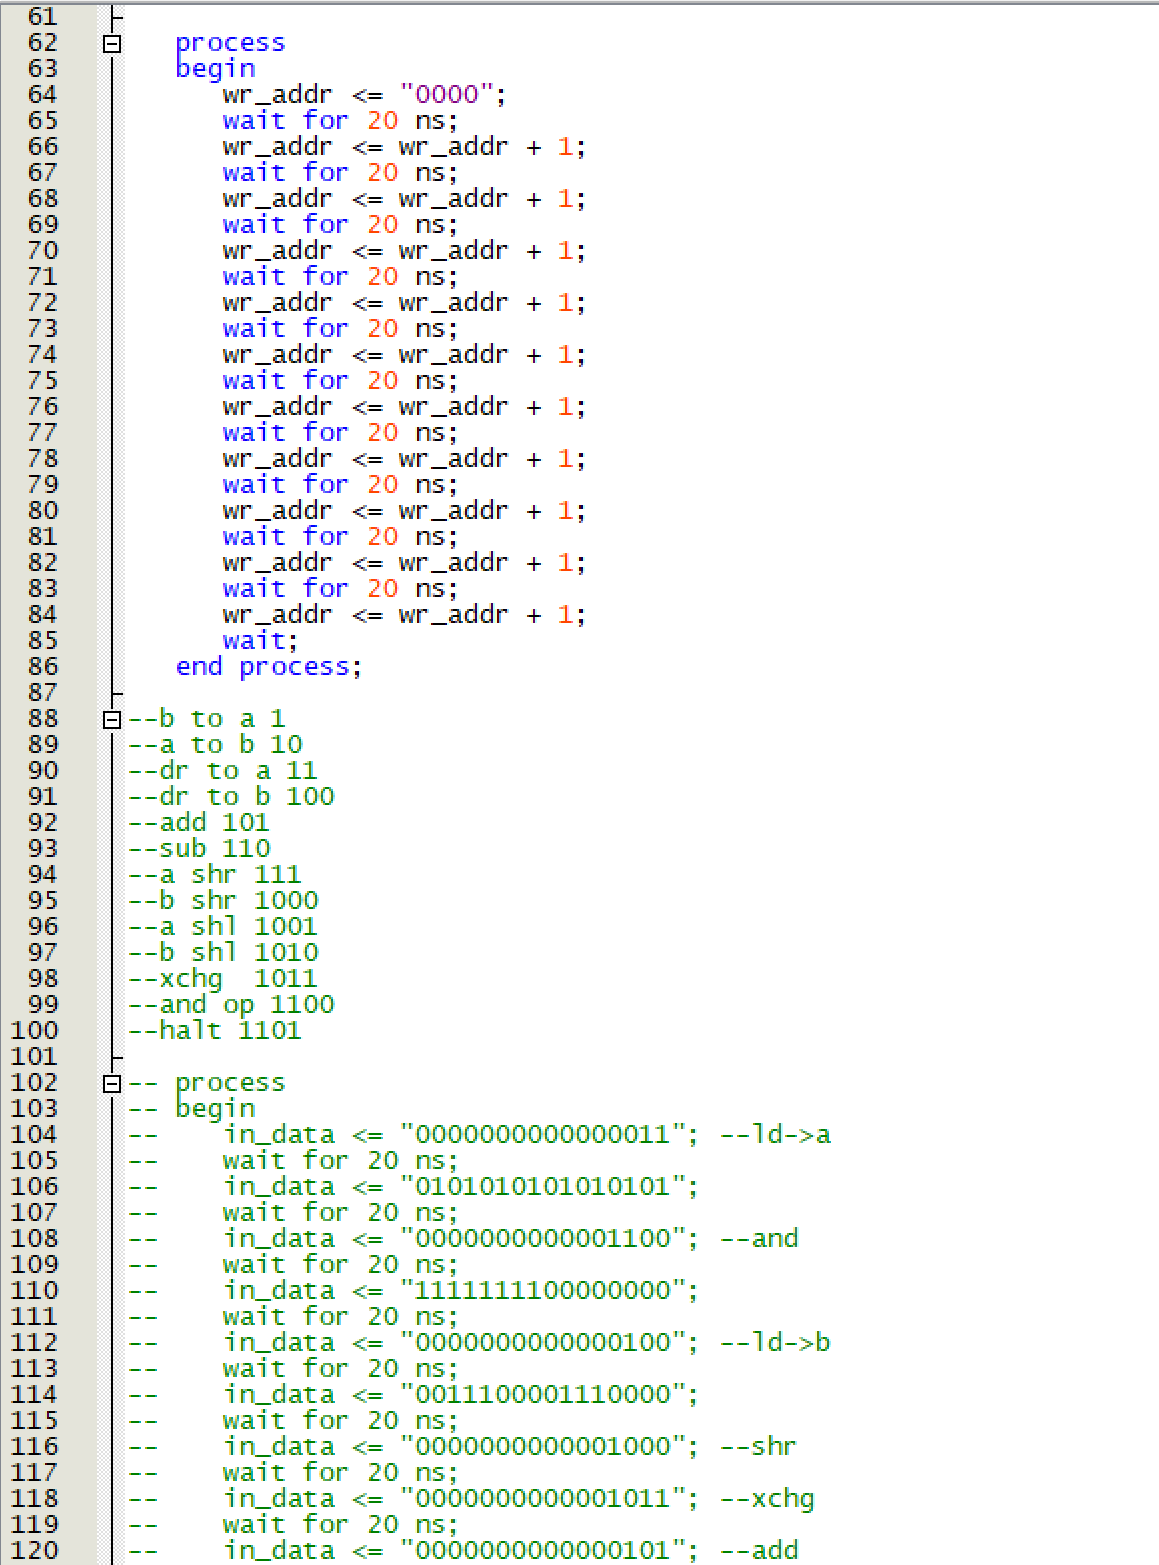 61
62 process
63 begin
64 wr_addr <= "0000";
65 wait for 20 ns;
66 wr_addr <= wr_addr + 1;
67 wait for 20 ns;
68 wr_addr <= wr_addr + 1;
69 wait for 20 ns;
70 wr_addr <= wr_addr + 1;
71 wait for 20 ns;
72 wr_addr <= wr_addr + 1;
73 wait for 20 ns;
74 wr_addr <= wr_addr + 1;
75 wait for 20 ns;
76 wr_addr <= wr_addr + 1;
77 wait for 20 ns;
78 wr_addr <= wr_addr + 1;
79 wait for 20 ns;
80 wr_addr <= wr_addr + 1;
81 wait for 20 ns;
82 wr_addr <= wr_addr + 1;
83 wait for 20 ns;
84 wr_addr <= wr_addr + 1;
85 wait;
86 end process;
87
88 --b to a 1
89 --a to b 10
90 --dr to a 11
91 --dr to b 100
92 --add 101
93 --sub 110
94 --a shr 111
95 --b shr 1000
96 --a shl 1001
97 --b shl 1010
98 --xchg  1011
99 --and op 1100
100 --halt 1101
101
102 -- process
103 -- begin
104 -- in_data <= "0000000000000011"; --ld->a
105 -- wait for 20 ns;
106 -- in_data <= "0101010101010101";
107 -- wait for 20 ns;
108 -- in_data <= "0000000000001100"; --and
109 -- wait for 20 ns;
110 -- in_data <= "1111111100000000";
111 -- wait for 20 ns;
112 -- in_data <= "0000000000000100"; --ld->b
113 -- wait for 20 ns;
114 -- in_data <= "0011100001110000";
115 -- wait for 20 ns;
116 -- in_data <= "0000000000001000"; --shr
117 -- wait for 20 ns;
118 -- in_data <= "0000000000001011"; --xchg
119 -- wait for 20 ns;
120 -- in_data <= "0000000000000101"; --add